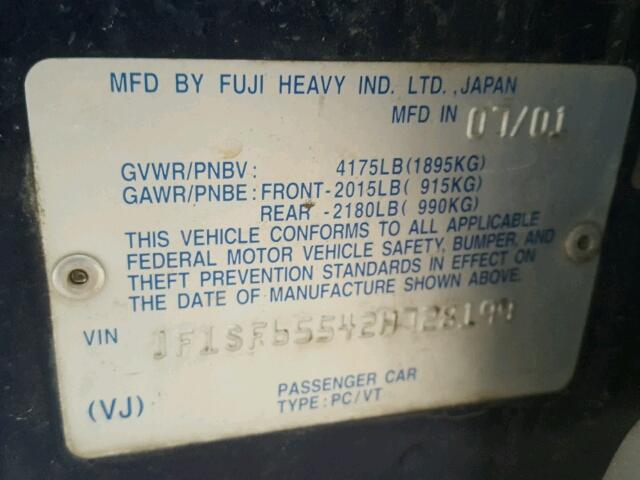 MFD BY FUJI HEAVY IND. LTD., JAPAN
MFD IN 07/01
GVWR/PNBV: 4175LB(1895KG)
GAWR/PNBE: FRONT-2015LB( 915KG)
REAR -2180LB( 990KG)
THIS VEHICLE CONFORMS TO ALL APPLICABLE
FEDERAL MOTOR VEHICLE SAFETY, BUMPER, AND
THEFT PREVENTION STANDARDS IN EFFECT ON
THE DATE OF MANUFACTURE SHOWN ABOVE.
VIN JF1SF65542H728199
PASSENGER CAR
(VJ) TYPE: PC/VT